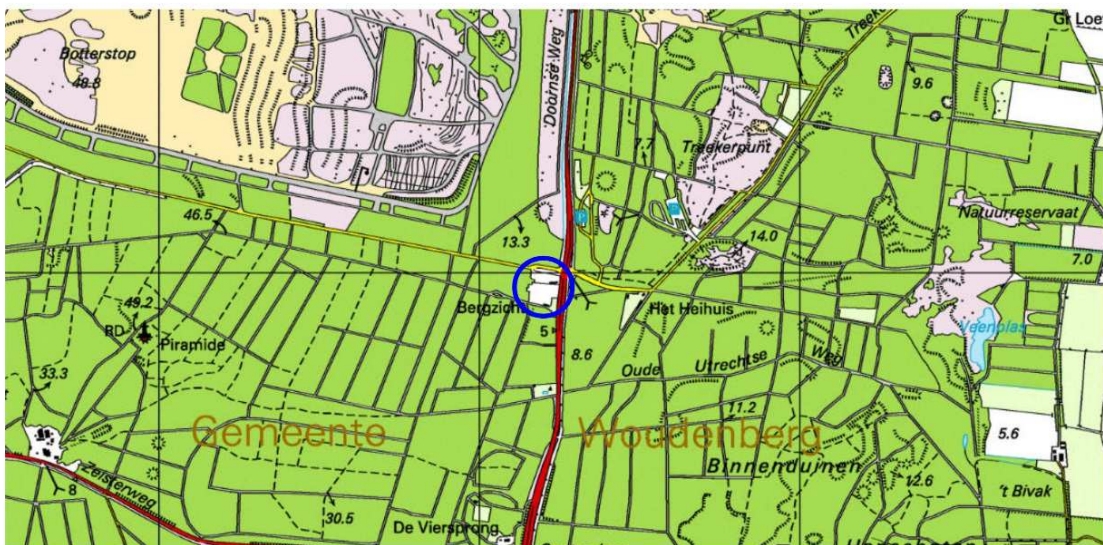 Gr Loe
Botterstop
48.8
Doornse Weg
9.6
7.7
Treekerpunt
46.5
13.3
14.0
Natuurreservaat
7.0
49.2
RD
Piramide
Bergzicht
Het Heihuis
Veenplas
5
8.6
33.3
Oude Utrechtse Weg
Gemeente Woudenberg
11.2
5.6
Binnenduinen
Zeisterweg
8
12.6
't Bivak
30.5
De Viersprong